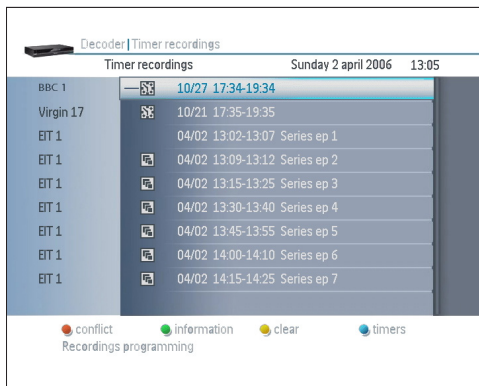 Decoder | Timer recordings
Timer recordings Sunday 2 april 2006 13:05
BBC 1 10/27 17:34-19:34
Virgin 17 10/21 17:35-19:35
EIT 1 04/02 13:02-13:07 Series ep 1
EIT 1 04/02 13:09-13:12 Series ep 2
EIT 1 04/02 13:15-13:25 Series ep 3
EIT 1 04/02 13:30-13:40 Series ep 4
EIT 1 04/02 13:45-13:55 Series ep 5
EIT 1 04/02 14:00-14:10 Series ep 6
EIT 1 04/02 14:15-14:25 Series ep 7
conflict information clear timers
Recordings programming